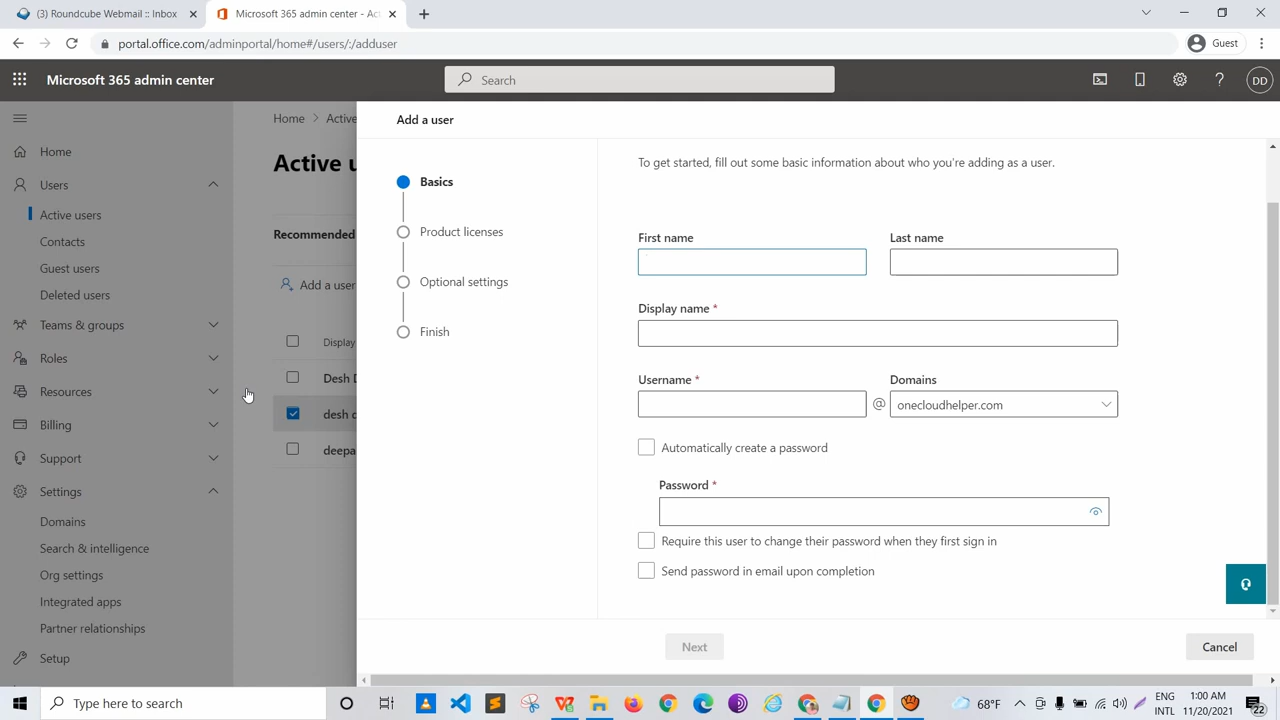 (3) Roundcube Webmail :: Inbox
Microsoft 365 admin center - Ac
portal.office.com/adminportal/home#/users/:/adduser
Guest
Microsoft 365 admin center
Search
DD
Home > Active
Add a user
Active u
To get started, fill out some basic information about who you're adding as a user.
Home
Users
Active users
Contacts
Guest users
Deleted users
Teams & groups
Roles
Resources
Billing
Support
Settings
Domains
Search & intelligence
Org settings
Integrated apps
Partner relationships
Setup
Recommended
Add a user
Display
Desh D
desh d
deepa
Basics
Product licenses
Optional settings
Finish
First name
Last name
Display name *
Username *
Domains
@
onecloudhelper.com
Automatically create a password
Password *
Require this user to change their password when they first sign in
Send password in email upon completion
Next
Cancel
Type here to search
68°F
ENG
INTL
1:00 AM
11/20/2021
22